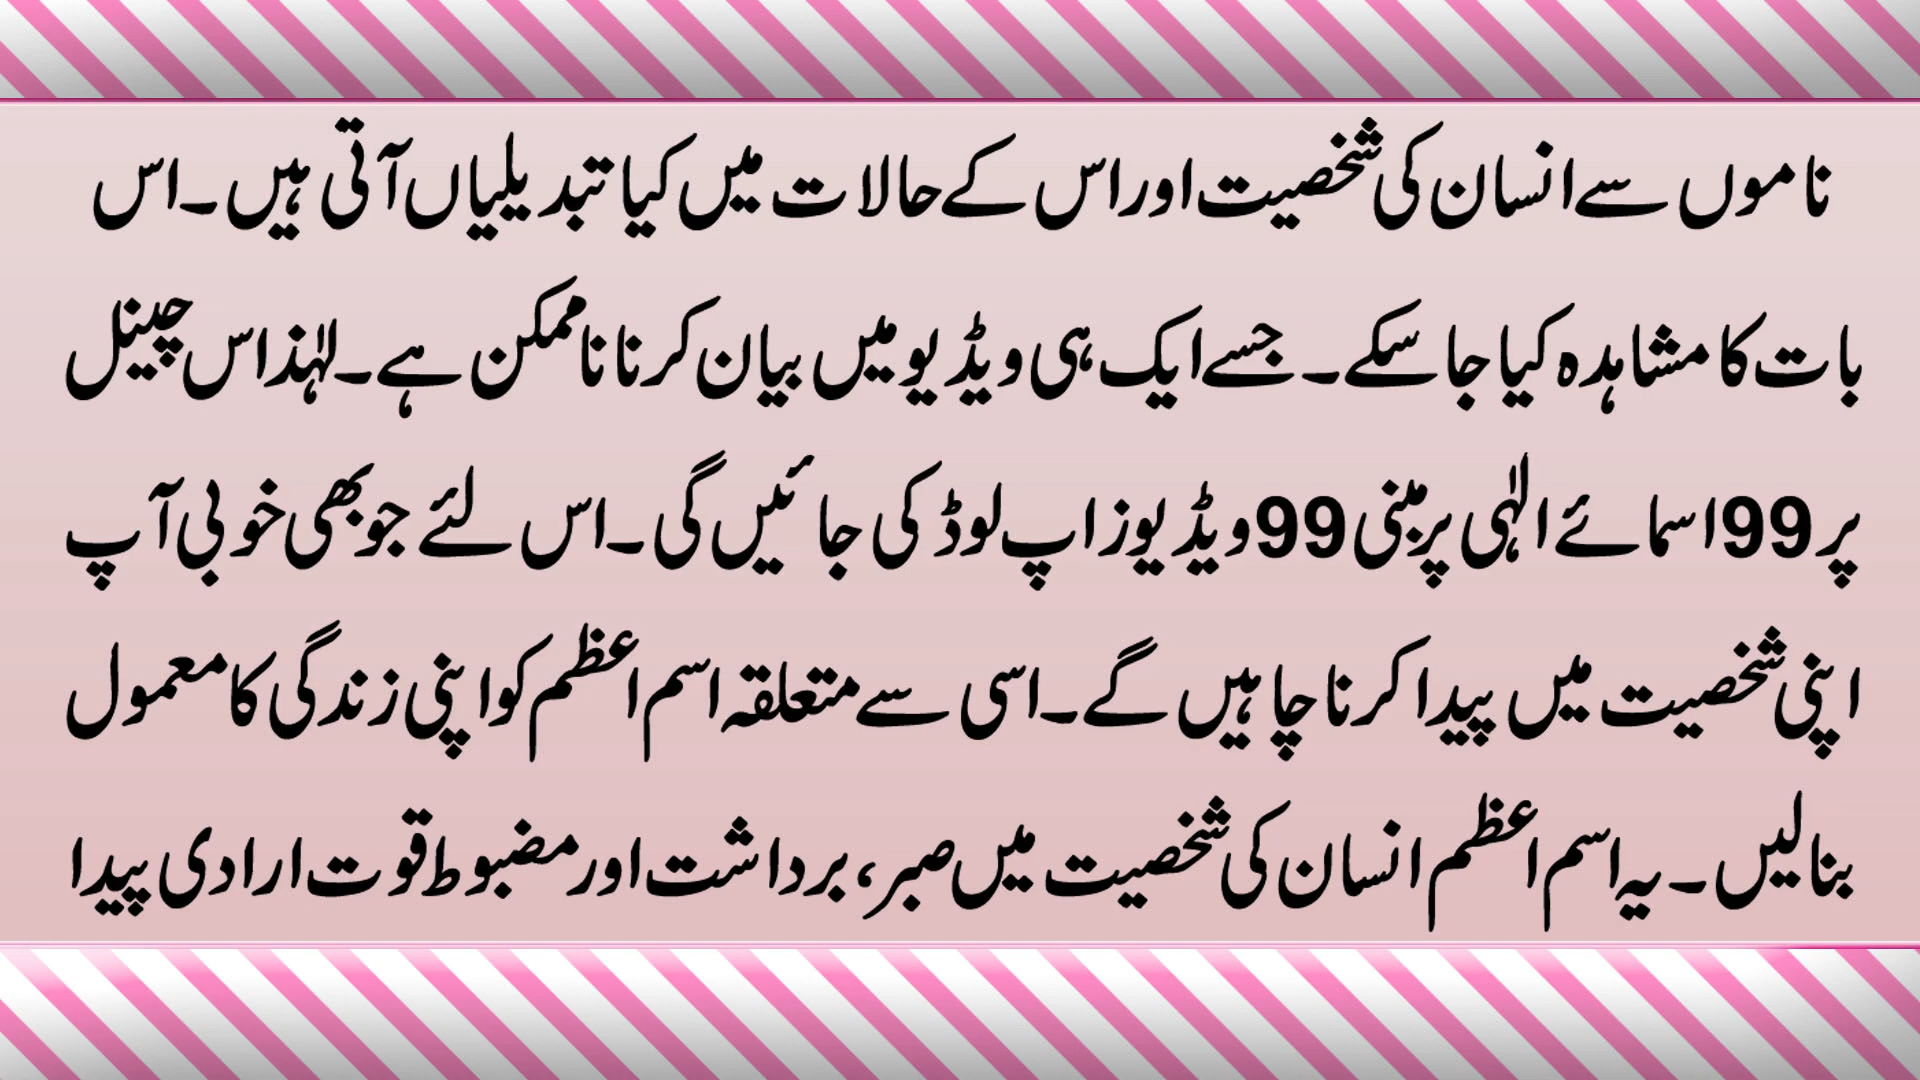 ناموں سے انسان کی شخصیت اور اس کے حالات میں کیا تبدیلیاں آتی ہیں۔ اس
بات کا مشاہدہ کیا جا سکے۔ جسے ایک ہی ویڈیو میں بیان کرنا ناممکن ہے۔ لہٰذا اس چینل
پر 99 اسمائے الٰہی پر مبنی 99 ویڈیوز اپ لوڈ کی جائیں گی۔ اس لئے جو بھی خوبی آپ
اپنی شخصیت میں پیدا کرنا چاہیں گے۔ اسی سے متعلقہ اسم اعظم کو اپنی زندگی کا معمول
بنالیں۔ یہ اسم اعظم انسان کی شخصیت میں صبر، برداشت اور مضبوط قوت ارادی پیدا